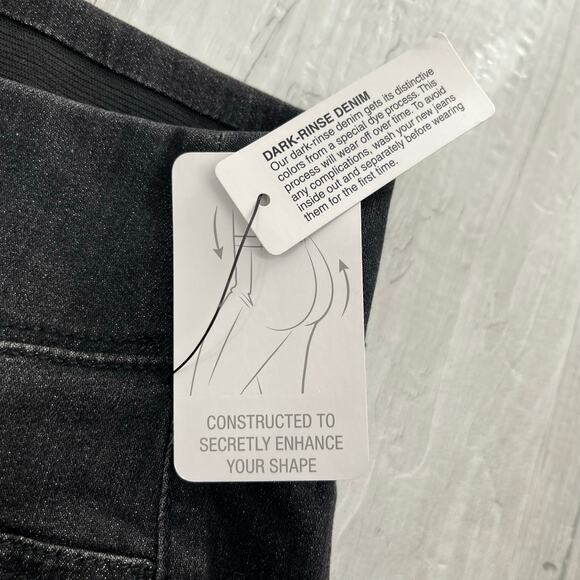 DARK-RINSE DENIM
Our dark-rinse denim gets its distinctive
colors from a special dye process. This
process will wear off over time. To avoid
any complications, wash your new jeans
inside out and separately before wearing
them for the first time.
CONSTRUCTED TO
SECRETLY ENHANCE
YOUR SHAPE